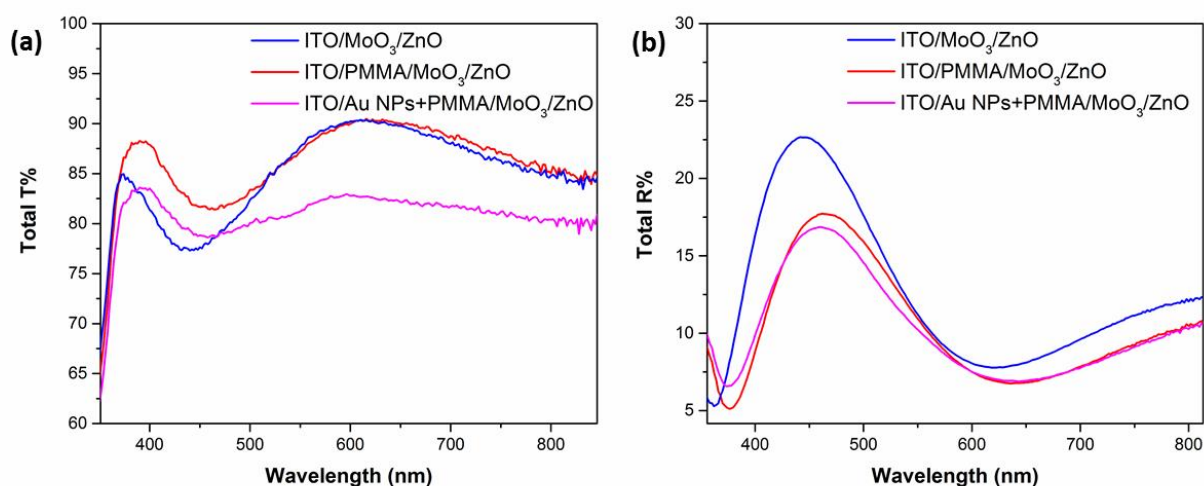 (a)
100
95
90
85
80
75
70
65
60
Total T%
ITO/MoO₃/ZnO
ITO/PMMA/MoO₃/ZnO
ITO/Au NPs+PMMA/MoO₃/ZnO
400 500 600 700 800
Wavelength (nm)
(b)
30
25
20
15
10
5
Total R%
ITO/MoO₃/ZnO
ITO/PMMA/MoO₃/ZnO
ITO/Au NPs+PMMA/MoO₃/ZnO
400 500 600 700 800
Wavelength (nm)